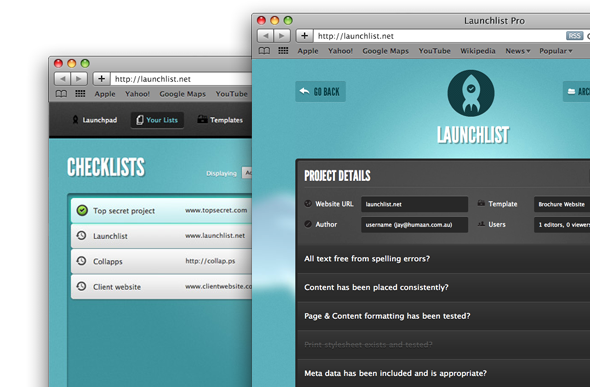 Launchlist Pro
http://launchlist.net
RSS
Apple Yahoo! Google Maps YouTube Wikipedia News Popular
GO BACK
LAUNCHLIST
PROJECT DETAILS
Website URL launchlist.net Template Brochure Website
Author username (jay@humaan.com.au) Users 1 editors, 0 viewers
All text free from spelling errors?
Content has been placed consistently?
Page & Content formatting has been tested?
Print stylesheet exists and tested?
Meta data has been included and is appropriate?
http://launchlist.net
Apple Yahoo! Google Maps YouTube
Launchpad Your Lists Templates
CHECKLISTS
Displaying
Top secret project www.topsecret.com
Launchlist www.launchlist.net
Collapps http://collap.ps
Client website www.clientwebsite.co